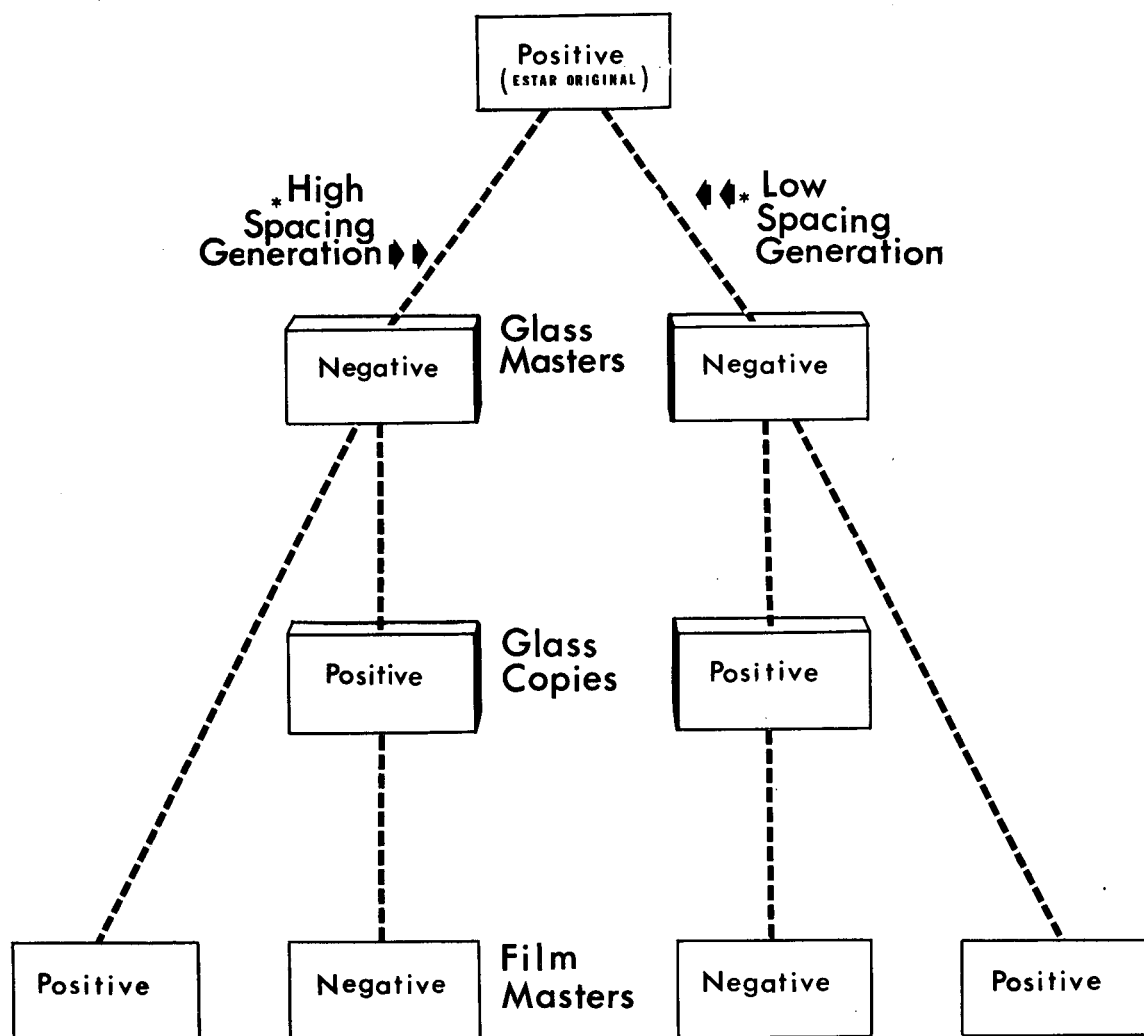 Positive
(ESTAR ORIGINAL)
*High
Spacing
Generation
*Low
Spacing
Generation
Negative
Glass
Masters
Negative
Positive
Glass
Copies
Positive
Positive
Negative
Film
Masters
Negative
Positive